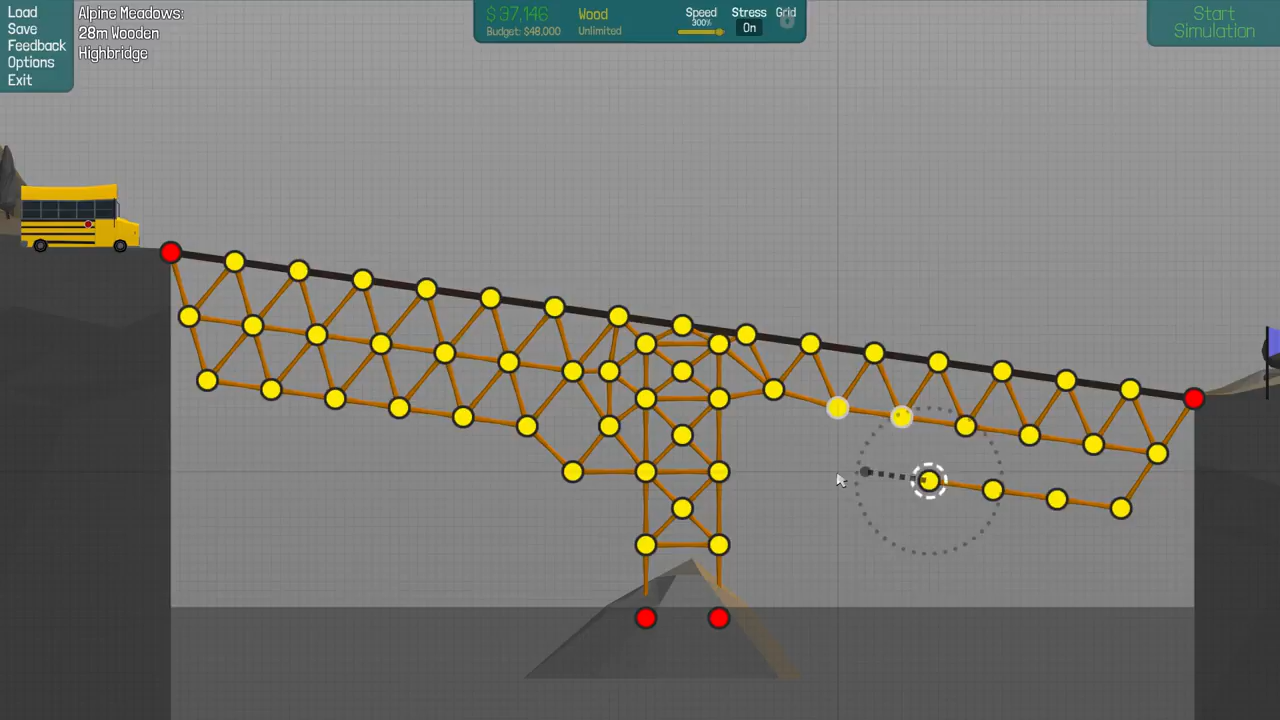 Load
Save
Feedback
Options
Exit
Alpine Meadows:
28m Wooden
Highbridge
$37,146
Budget: $48,000
Wood
Unlimited
Speed
300%
Stress
On
Grid
Start
Simulation